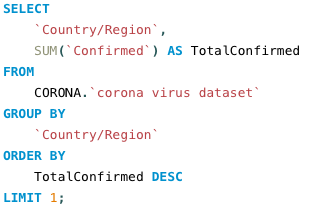 SELECT
    `Country/Region`,
    SUM(`Confirmed`) AS TotalConfirmed
FROM
    CORONA.`corona virus dataset`
GROUP BY
    `Country/Region`
ORDER BY
    TotalConfirmed DESC
LIMIT 1;